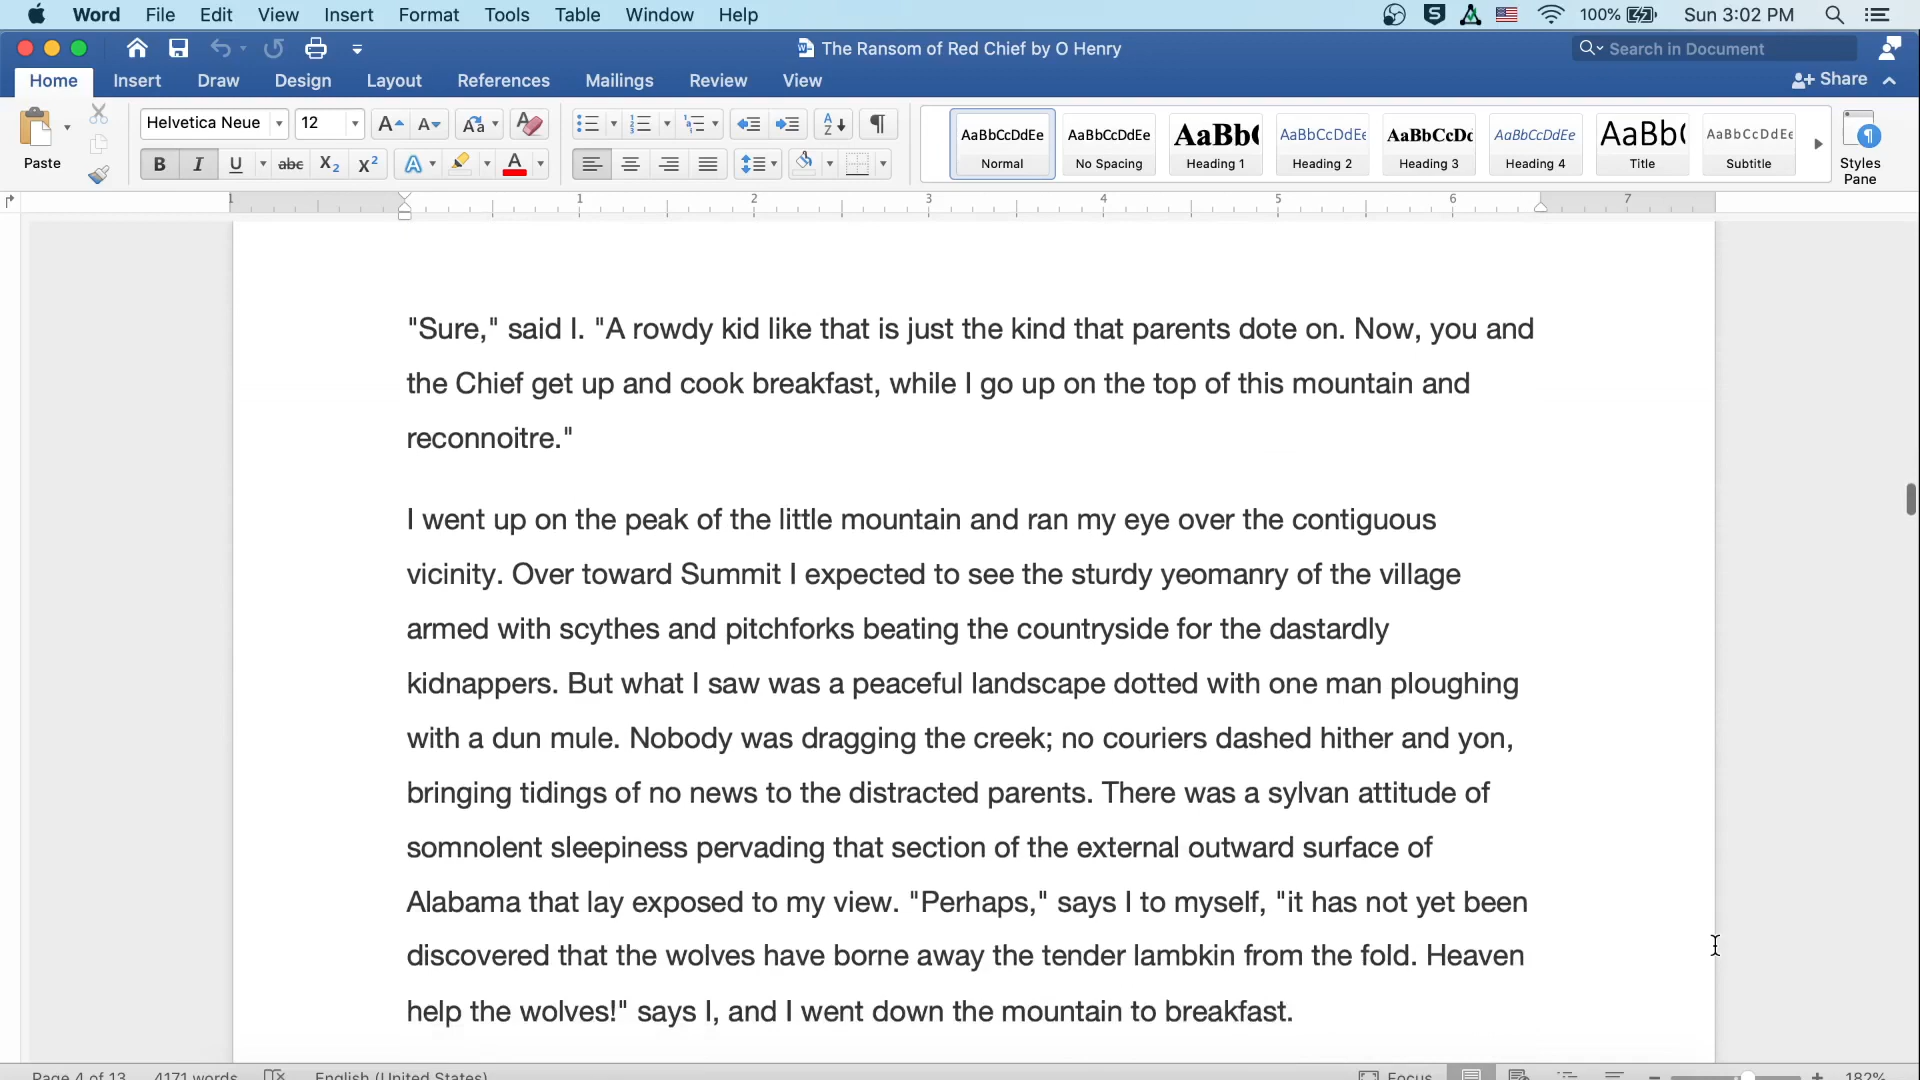 Word File Edit View Insert Format Tools Table Window Help 100% Sun 3:02 PM
The Ransom of Red Chief by O Henry Search in Document
Home Insert Draw Design Layout References Mailings Review View Share
Helvetica Neue 12
Paste
AaBbCcDdEe AaBbCcDdEe AaBb( AaBbCcDdEe AaBbCcDc AaBbCcDdEe AaBb( AaBbCcDdEe
Normal No Spacing Heading 1 Heading 2 Heading 3 Heading 4 Title Subtitle
Styles
Pane
1 1 2 3 4 5 6 7
"Sure," said I. "A rowdy kid like that is just the kind that parents dote on. Now, you and
the Chief get up and cook breakfast, while I go up on the top of this mountain and
reconnoitre."
I went up on the peak of the little mountain and ran my eye over the contiguous
vicinity. Over toward Summit I expected to see the sturdy yeomanry of the village
armed with scythes and pitchforks beating the countryside for the dastardly
kidnappers. But what I saw was a peaceful landscape dotted with one man ploughing
with a dun mule. Nobody was dragging the creek; no couriers dashed hither and yon,
bringing tidings of no news to the distracted parents. There was a sylvan attitude of
somnolent sleepiness pervading that section of the external outward surface of
Alabama that lay exposed to my view. "Perhaps," says I to myself, "it has not yet been
discovered that the wolves have borne away the tender lambkin from the fold. Heaven
help the wolves!" says I, and I went down the mountain to breakfast.
Page 4 of 13 4171 words English (United States) Focus 182%